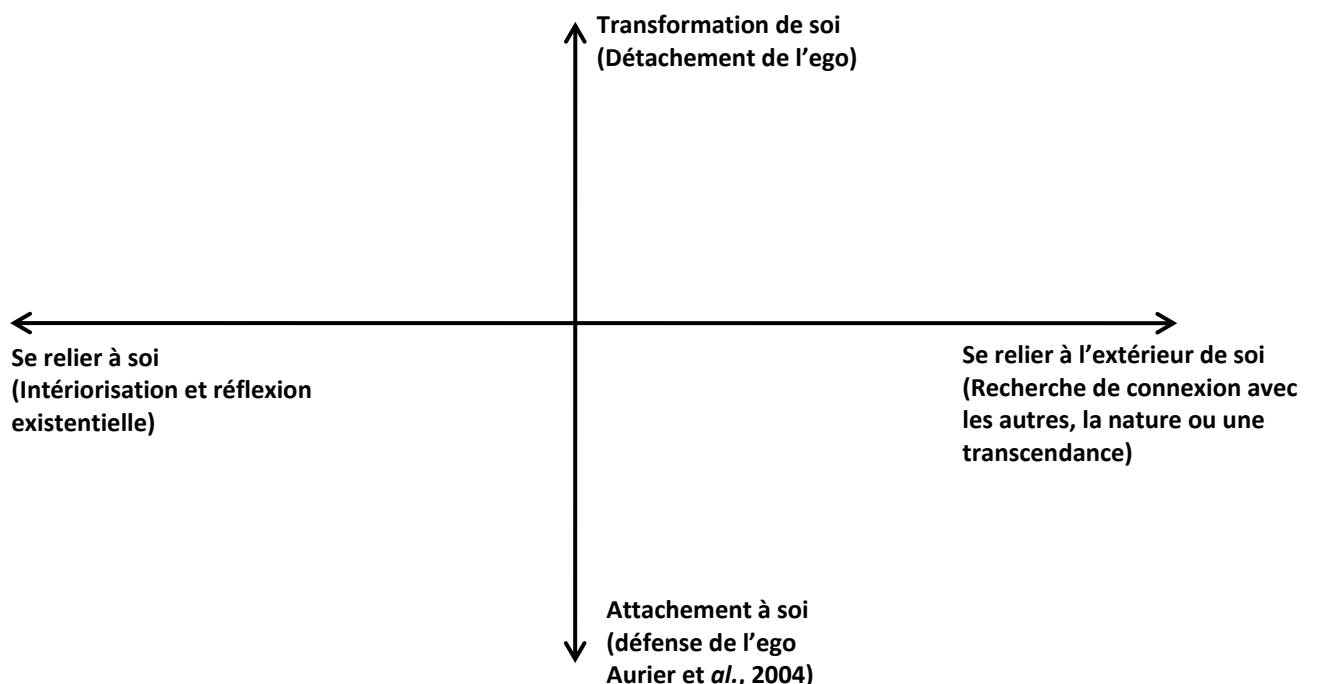 Transformation de soi
(Détachement de l’ego)
Se relier à soi
(Intériorisation et réflexion
existentielle)
Se relier à l’extérieur de soi
(Recherche de connexion avec
les autres, la nature ou une
transcendance)
Attachement à soi
(défense de l’ego
Aurier et al., 2004)